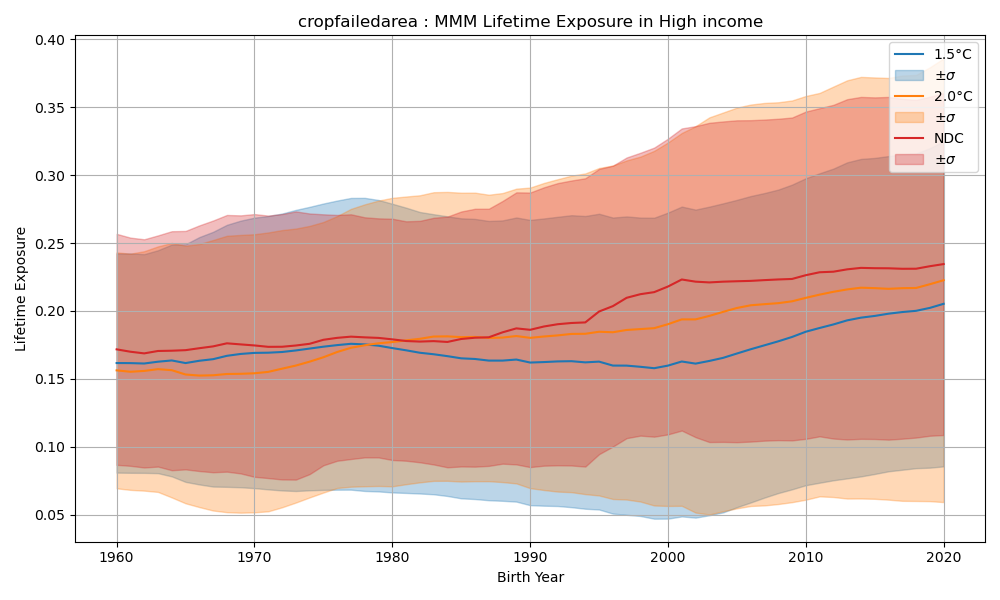 cropfailedarea : MMM Lifetime Exposure in High income
0.40
0.35
0.30
0.25
0.20
0.15
0.10
0.05
Lifetime Exposure
1.5°C
±σ
2.0°C
±σ
NDC
±σ
1960 1970 1980 1990 2000 2010 2020
Birth Year